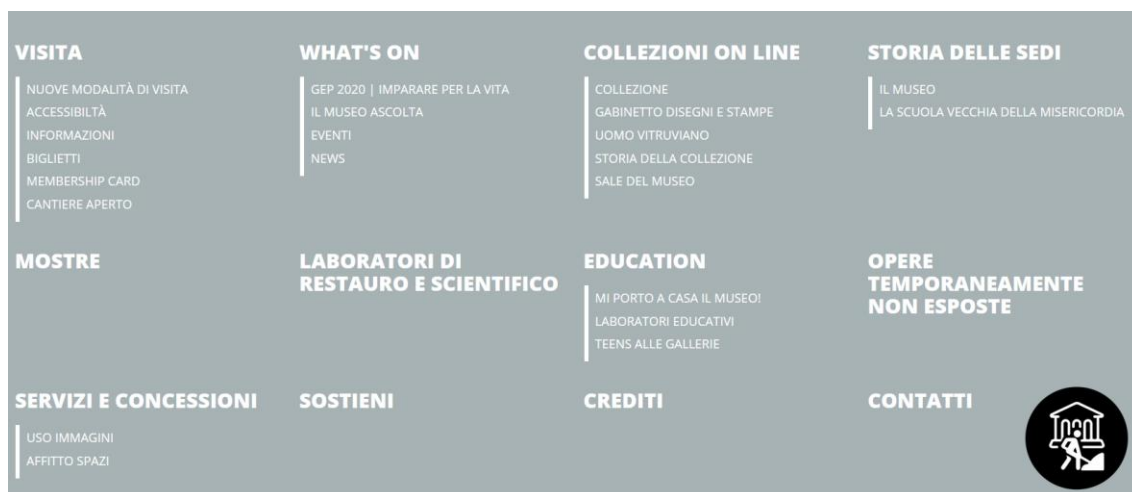 VISITA
NUOVE MODALITÀ DI VISITA
ACCESSIBILTÀ
INFORMAZIONI
BIGLIETTI
MEMBERSHIP CARD
CANTIERE APERTO
WHAT'S ON
GEP 2020 | IMPARARE PER LA VITA
IL MUSEO ASCOLTA
EVENTI
NEWS
COLLEZIONI ON LINE
COLLEZIONE
GABINETTO DISEGNI E STAMPE
UOMO VITRUVIANO
STORIA DELLA COLLEZIONE
SALE DEL MUSEO
STORIA DELLE SEDI
IL MUSEO
LA SCUOLA VECCHIA DELLA MISERICORDIA
MOSTRE
LABORATORI DI
RESTAURO E SCIENTIFICO
EDUCATION
MI PORTO A CASA IL MUSEO!
LABORATORI EDUCATIVI
TEENS ALLE GALLERIE
OPERE
TEMPORANEAMENTE
NON ESPOSTE
SERVIZI E CONCESSIONI
USO IMMAGINI
AFFITTO SPAZI
SOSTIENI
CREDITI
CONTATTI